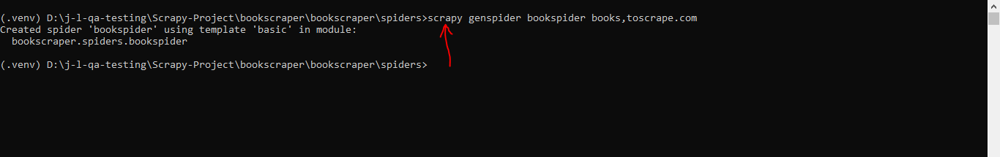 (.venv) D:\j-l-qa-testing\Scrapy-Project\bookscraper\bookscraper\spiders>scrapy genspider bookspider books,toscrape.com
Created spider 'bookspider' using template 'basic' in module:
  bookscraper.spiders.bookspider
(.venv) D:\j-l-qa-testing\Scrapy-Project\bookscraper\bookscraper\spiders>